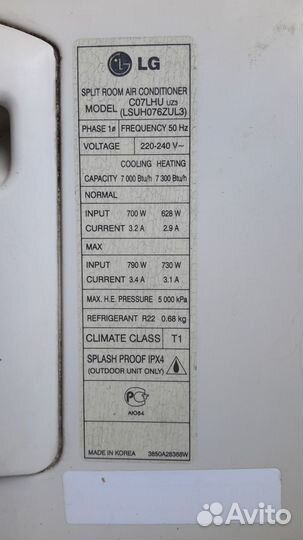 LG
SPLIT ROOM AIR CONDITIONER
MODEL C07LHU UZ3
(LSUH076ZUL3)
PHASE 1ø FREQUENCY 50 Hz
VOLTAGE 220-240 V~
COOLING HEATING
CAPACITY 7 000 Btu/h 7 300 Btu/h
NORMAL
INPUT 700 W 628 W
CURRENT 3.2 A 2.9 A
MAX
INPUT 790 W 730 W
CURRENT 3.4 A 3.1 A
MAX. H.E. PRESSURE 5 000 kPa
REFRIGERANT R22 0.68 kg
CLIMATE CLASS T1
SPLASH PROOF IPX4
(OUTDOOR UNIT ONLY)
АЮ64
MADE IN KOREA 3850A28368W
Avito